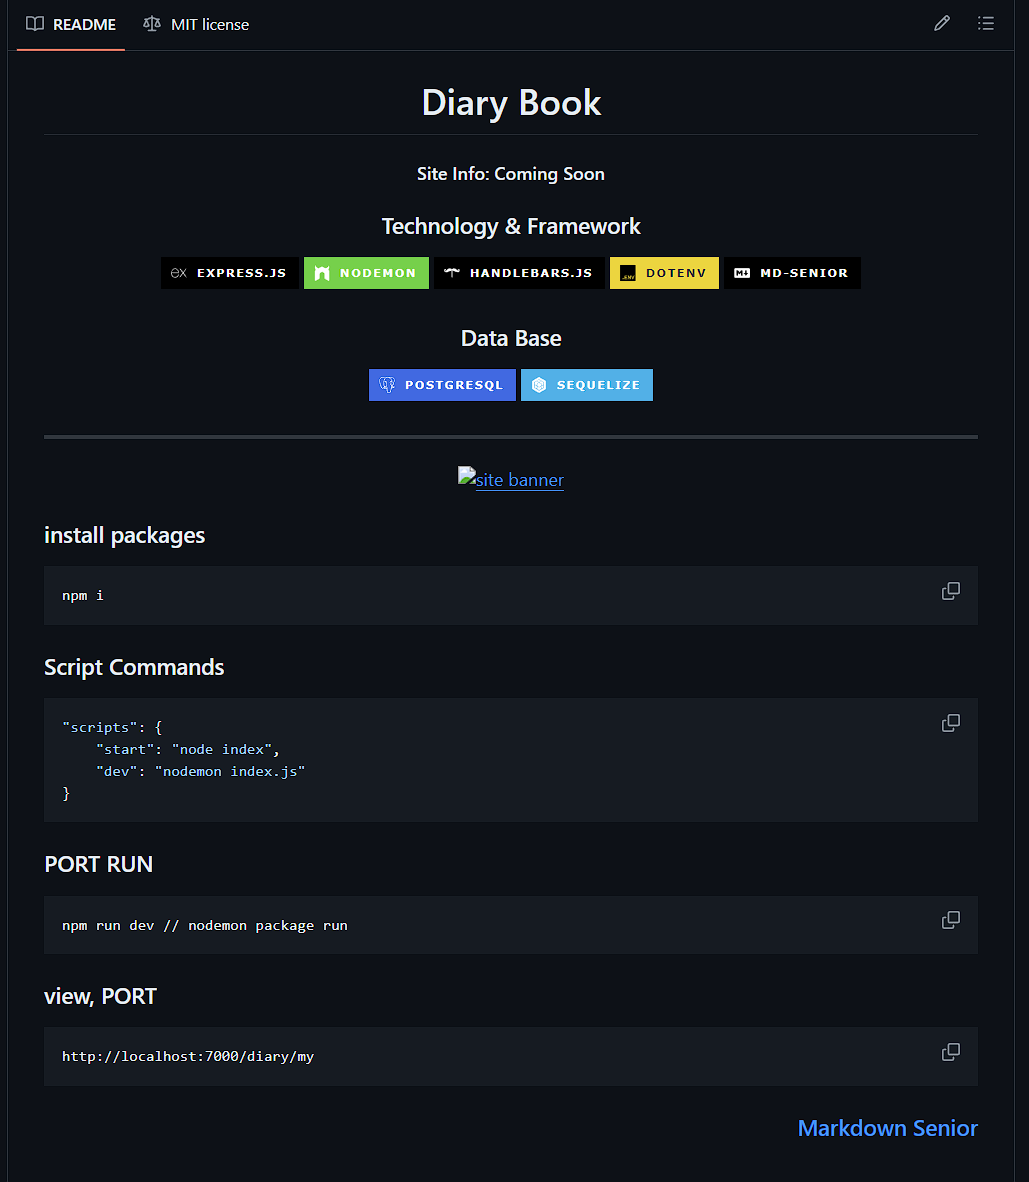 README MIT license
Diary Book
Site Info: Coming Soon
Technology & Framework
EX EXPRESS.JS NODEMON HANDLEBARS.JS .ENV DOTENV M MD-SENIOR
Data Base
POSTGRESQL SEQUELIZE
site banner
install packages
npm i
Script Commands
"scripts": {
    "start": "node index",
    "dev": "nodemon index.js"
}
PORT RUN
npm run dev // nodemon package run
view, PORT
http://localhost:7000/diary/my
Markdown Senior